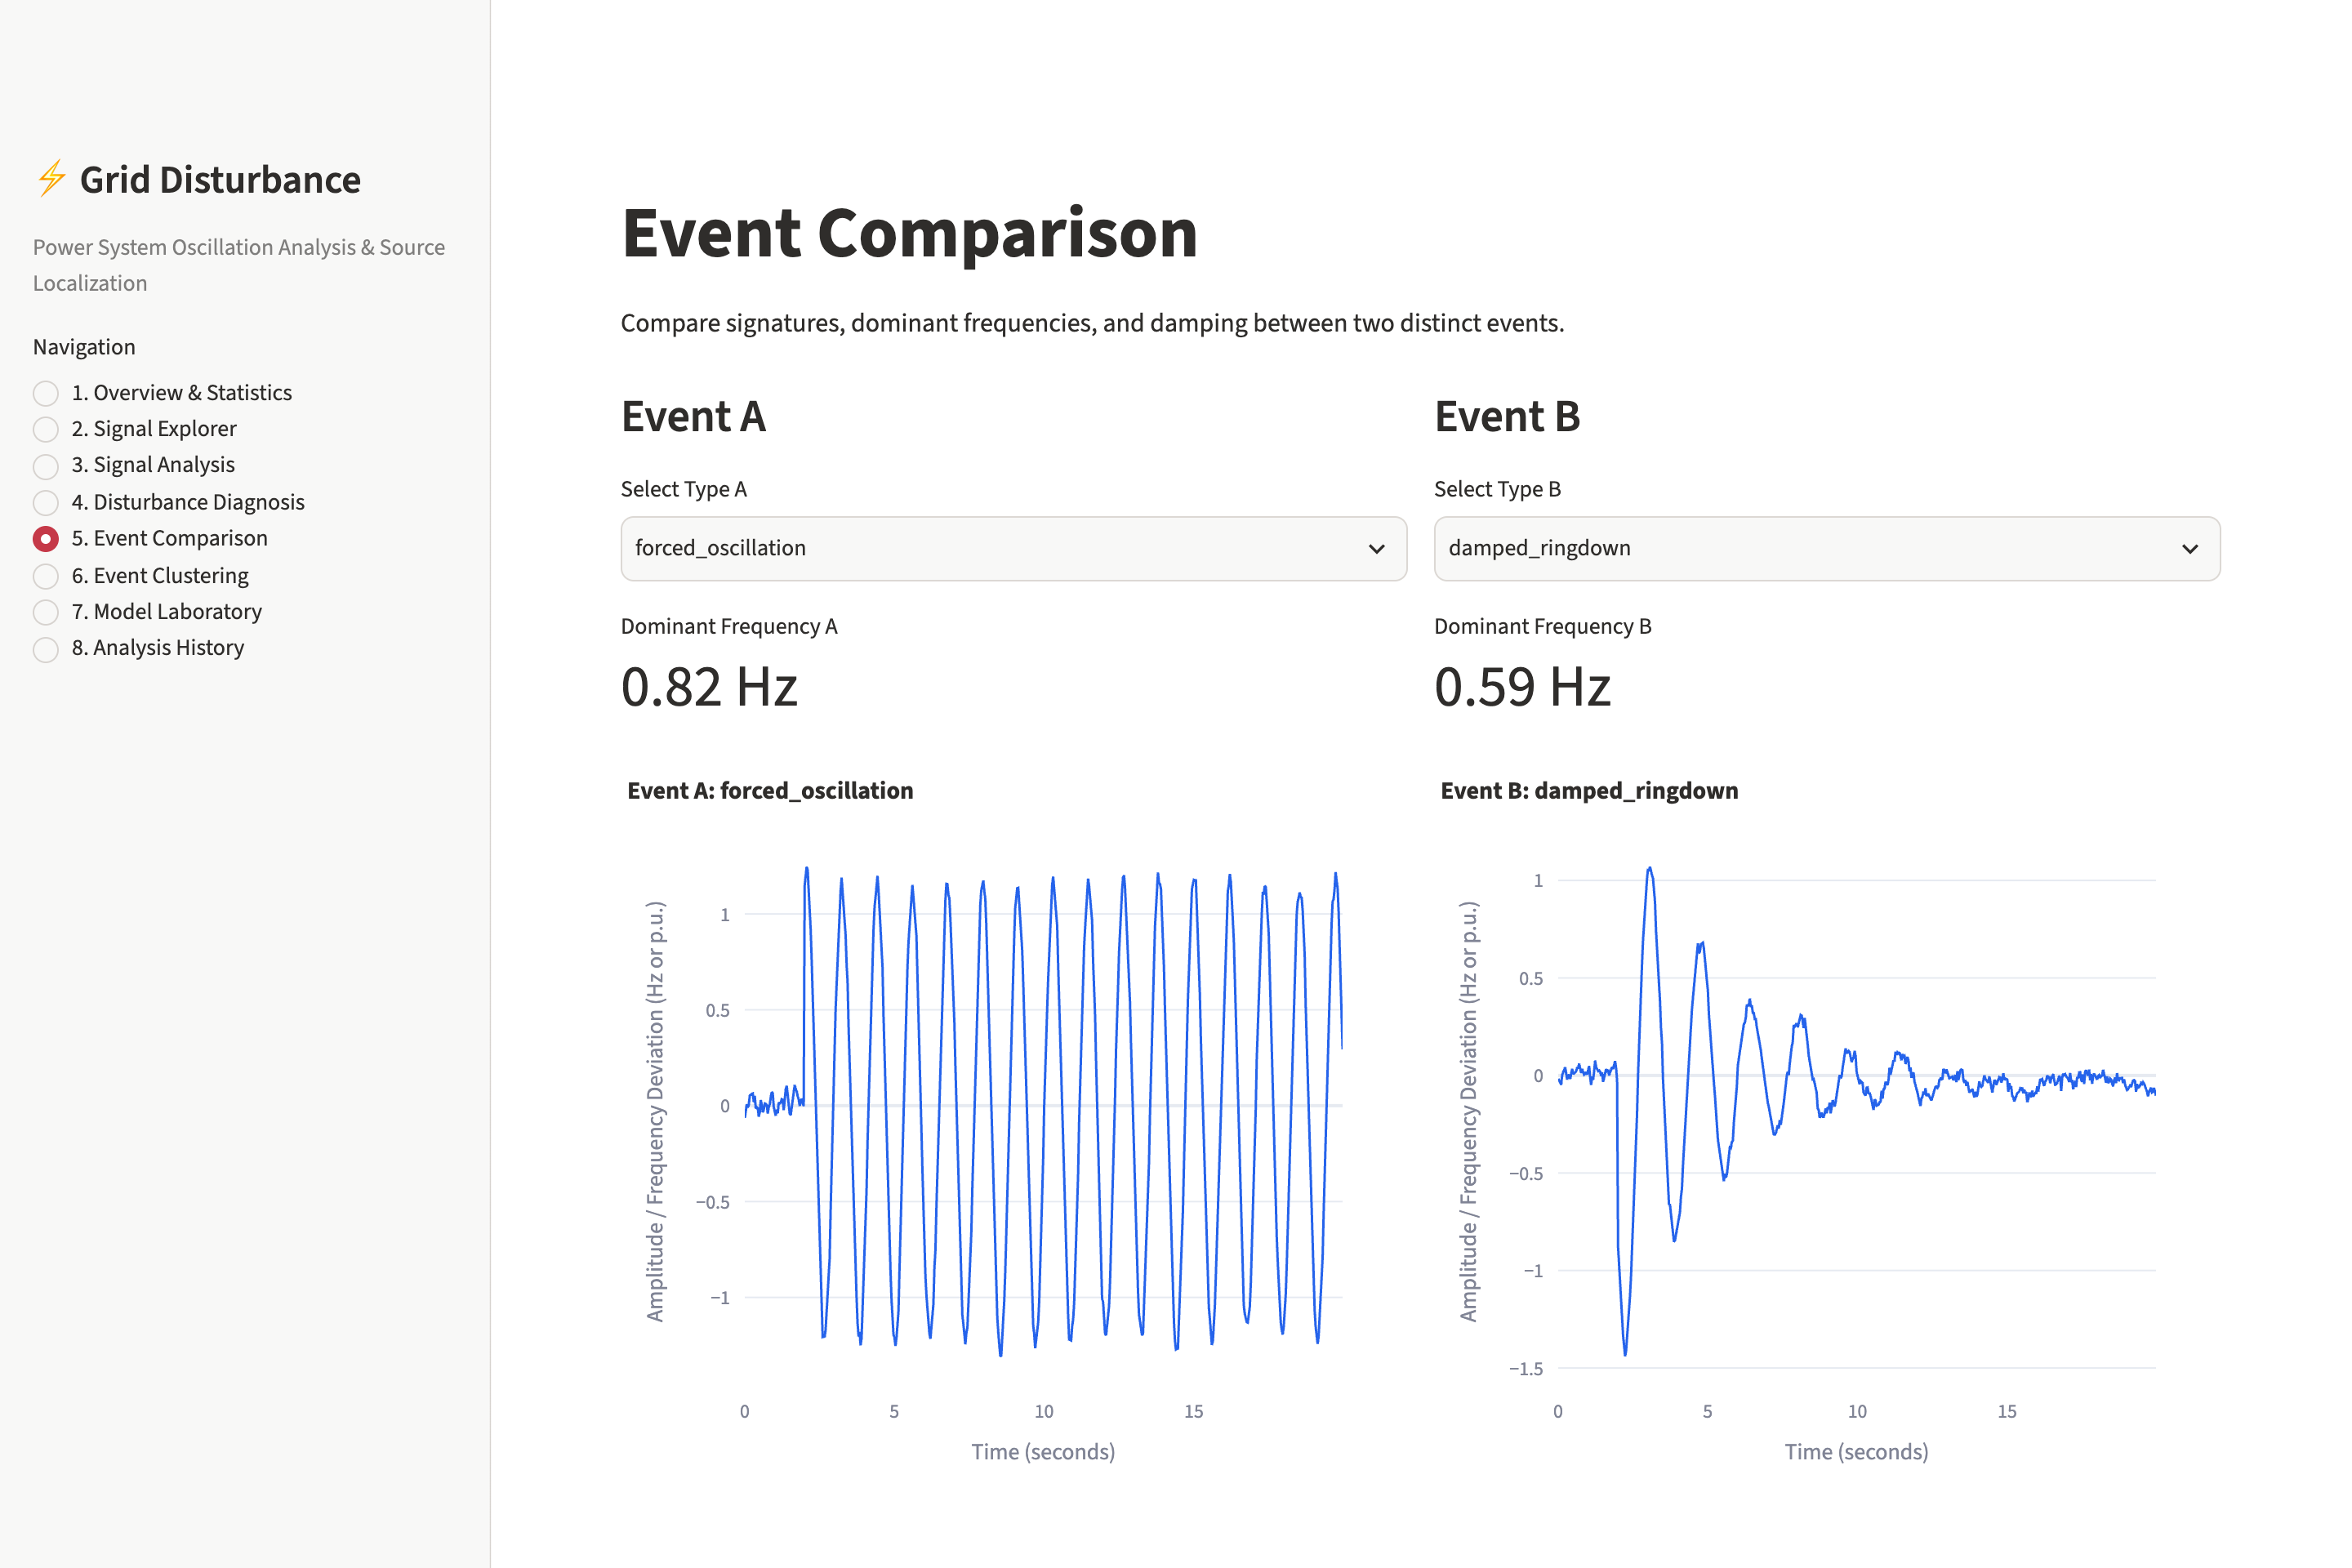 ⚡ Grid Disturbance
Power System Oscillation Analysis & Source
Localization
Navigation
1. Overview & Statistics
2. Signal Explorer
3. Signal Analysis
4. Disturbance Diagnosis
5. Event Comparison
6. Event Clustering
7. Model Laboratory
8. Analysis History
Event Comparison
Compare signatures, dominant frequencies, and damping between two distinct events.
Event A
Select Type A
forced_oscillation
Dominant Frequency A
0.82 Hz
Event A: forced_oscillation
Amplitude / Frequency Deviation (Hz or p.u.)
1
0.5
0
−0.5
−1
0 5 10 15
Time (seconds)
Event B
Select Type B
damped_ringdown
Dominant Frequency B
0.59 Hz
Event B: damped_ringdown
Amplitude / Frequency Deviation (Hz or p.u.)
1
0.5
0
−0.5
−1
−1.5
0 5 10 15
Time (seconds)